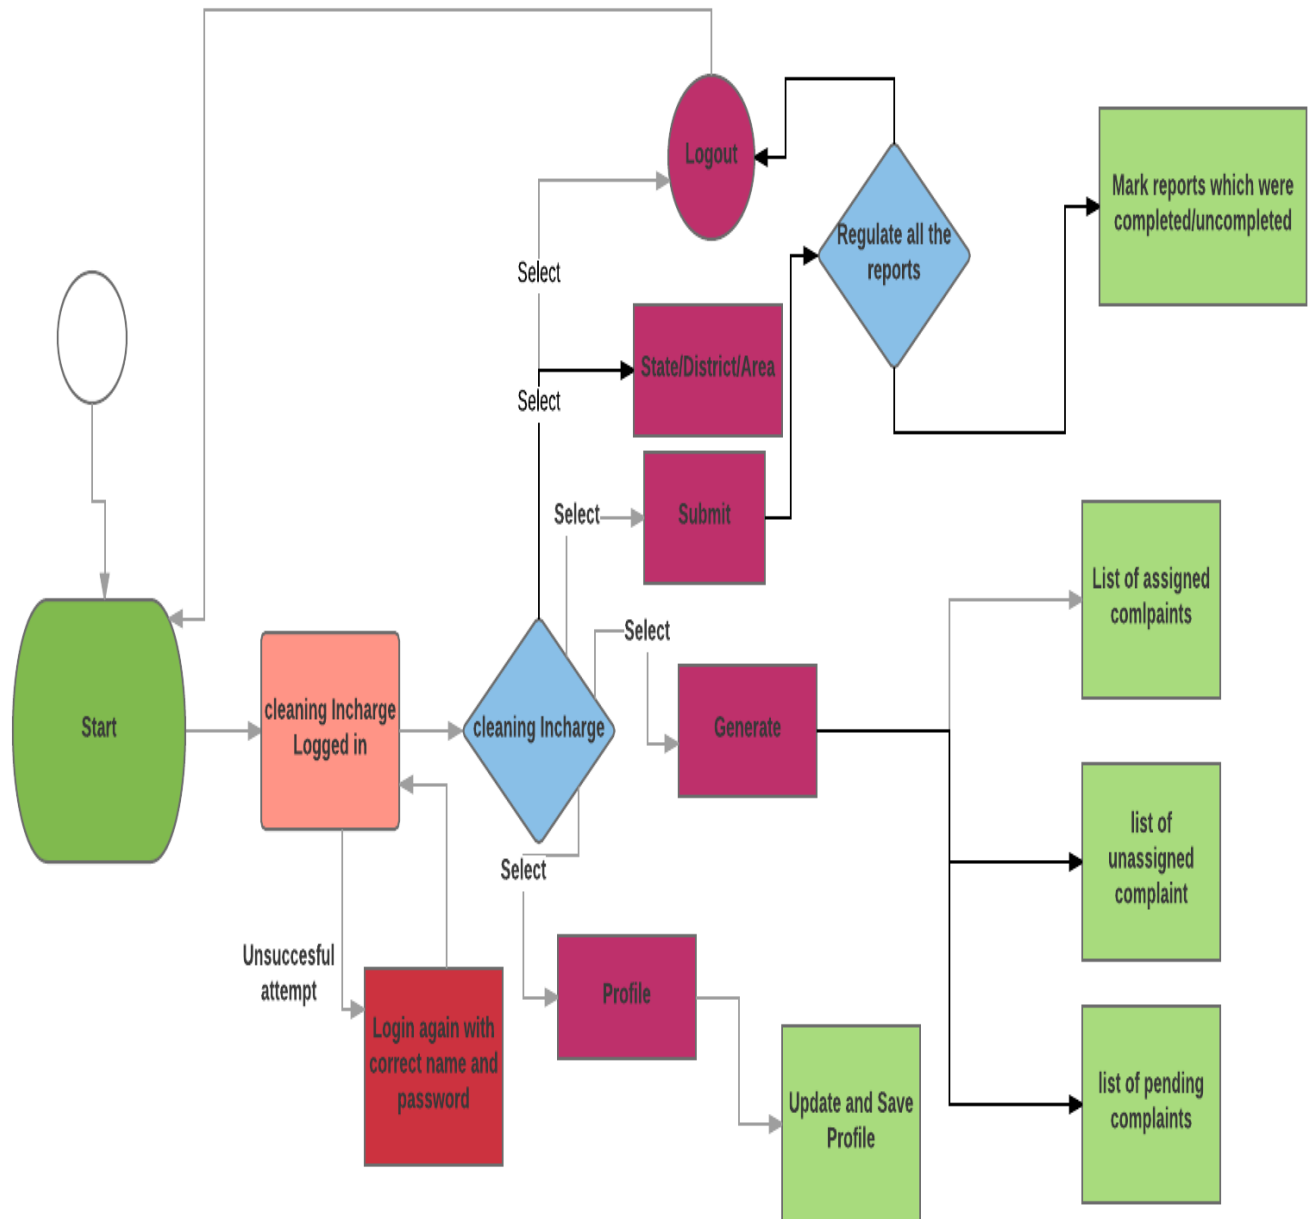 Logout
Mark reports which were
completed/uncompleted
Regulate all the
reports
Select
State/District/Area
Select
Select
Submit
List of assigned
comlpaints
Select
cleaning Incharge
Logged in
Start
cleaning Incharge
Generate
list of
unassigned
complaint
Select
Unsuccesful
attempt
Profile
Login again with
correct name and
password
Update and Save
Profile
list of pending
complaints